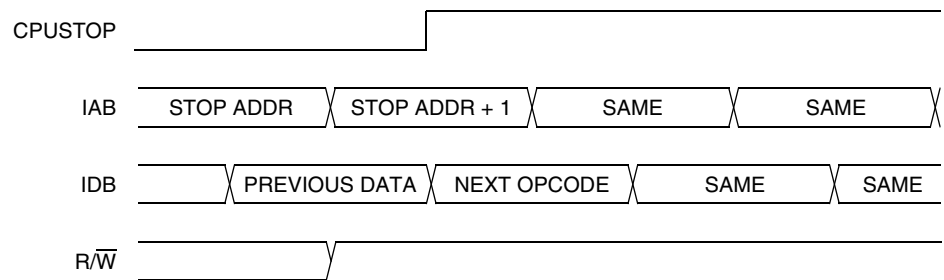 CPUSTOP
IAB STOP ADDR STOP ADDR + 1 SAME SAME
IDB PREVIOUS DATA NEXT OPCODE SAME SAME
R/W̅